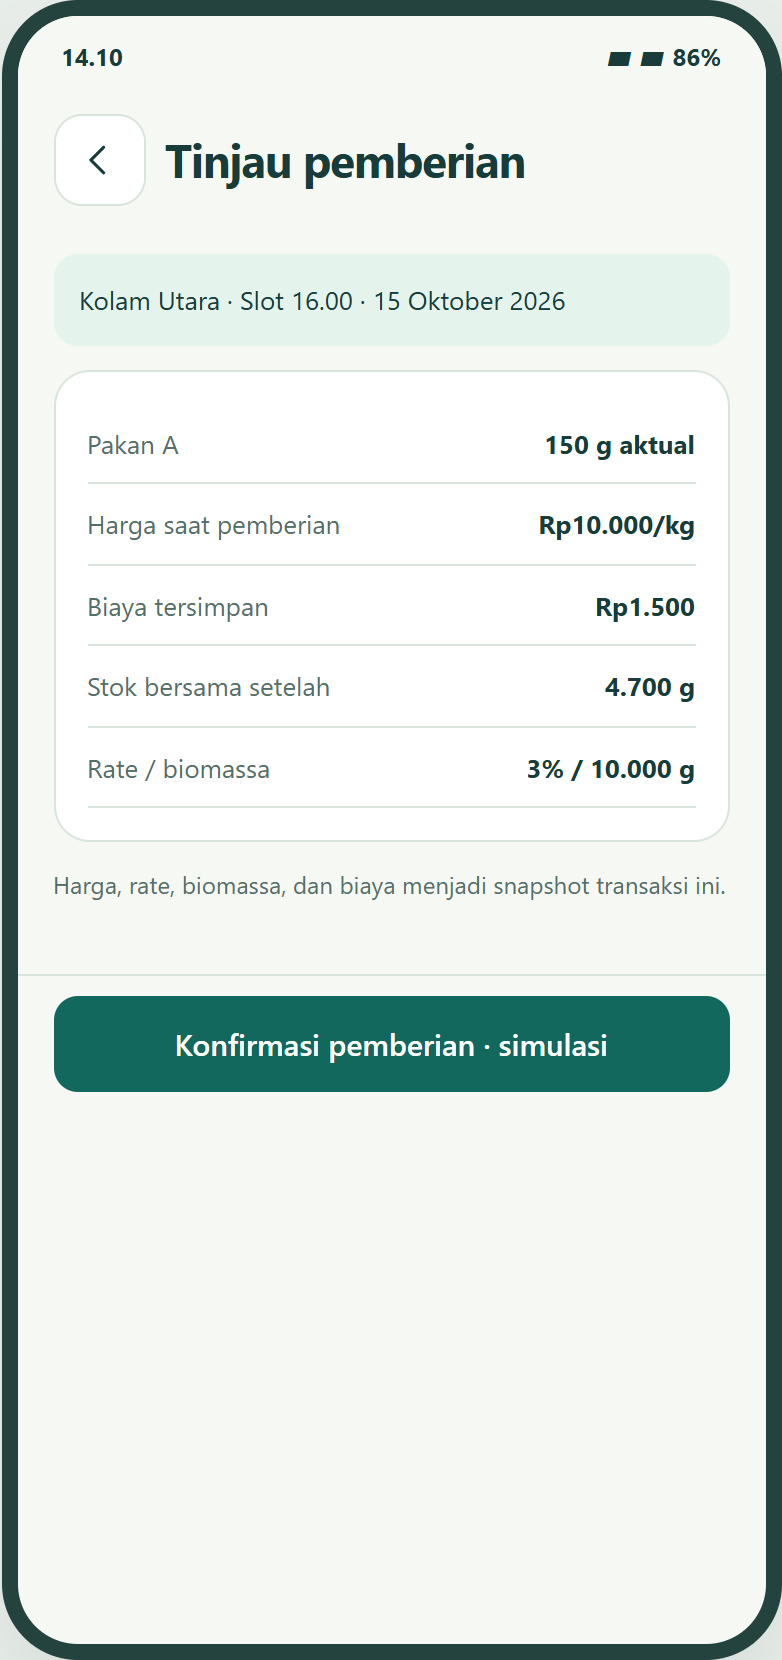 14.10 86%
Tinjau pemberian
Kolam Utara · Slot 16.00 · 15 Oktober 2026
Pakan A 150 g aktual
Harga saat pemberian Rp10.000/kg
Biaya tersimpan Rp1.500
Stok bersama setelah 4.700 g
Rate / biomassa 3% / 10.000 g
Harga, rate, biomassa, dan biaya menjadi snapshot transaksi ini.
Konfirmasi pemberian · simulasi